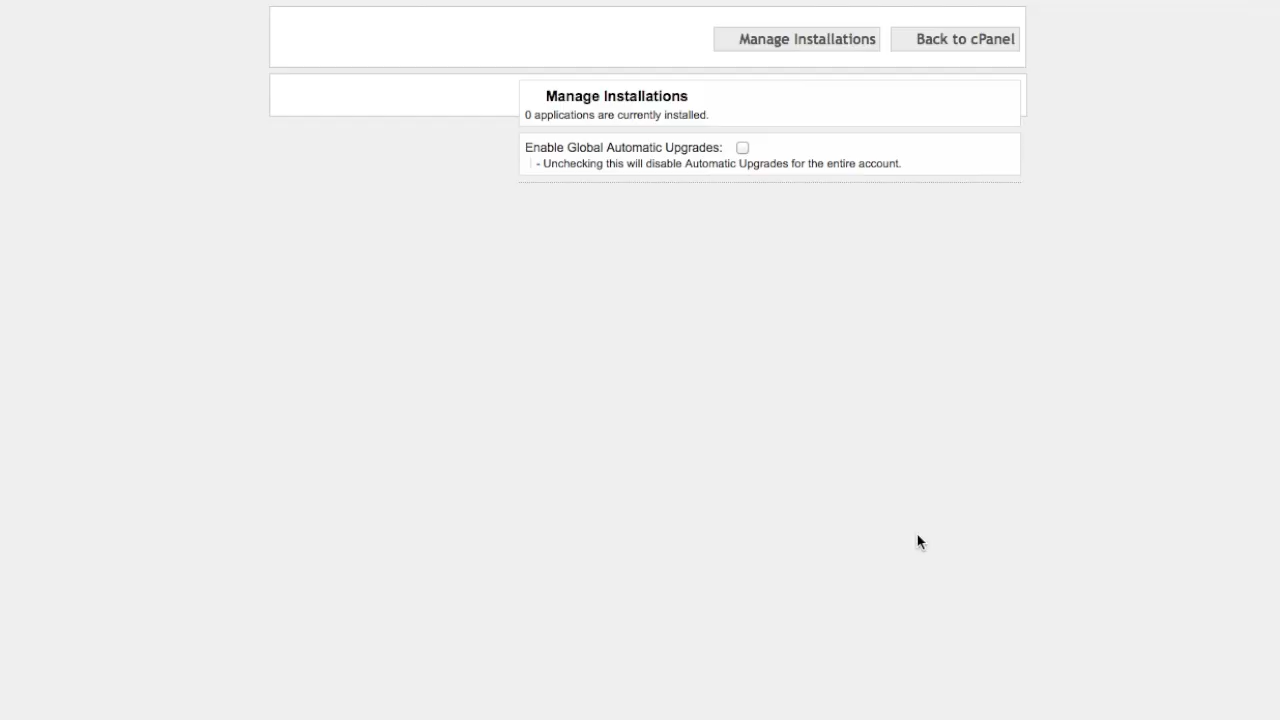 Manage Installations
Back to cPanel
Manage Installations
0 applications are currently installed.
Enable Global Automatic Upgrades:
- Unchecking this will disable Automatic Upgrades for the entire account.